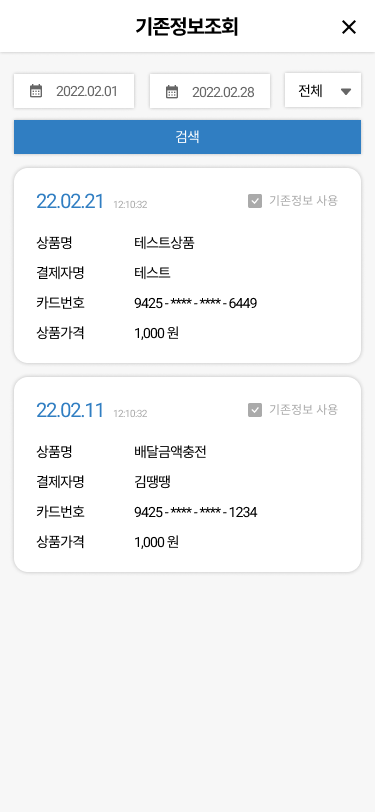 기존정보조회
2022.02.01 2022.02.28 전체
검색
22.02.21 12:10:32 기존정보 사용
상품명 테스트상품
결제자명 테스트
카드번호 9425 - **** - **** - 6449
상품가격 1,000 원
22.02.11 12:10:32 기존정보 사용
상품명 배달금액충전
결제자명 김땡땡
카드번호 9425 - **** - **** - 1234
상품가격 1,000 원